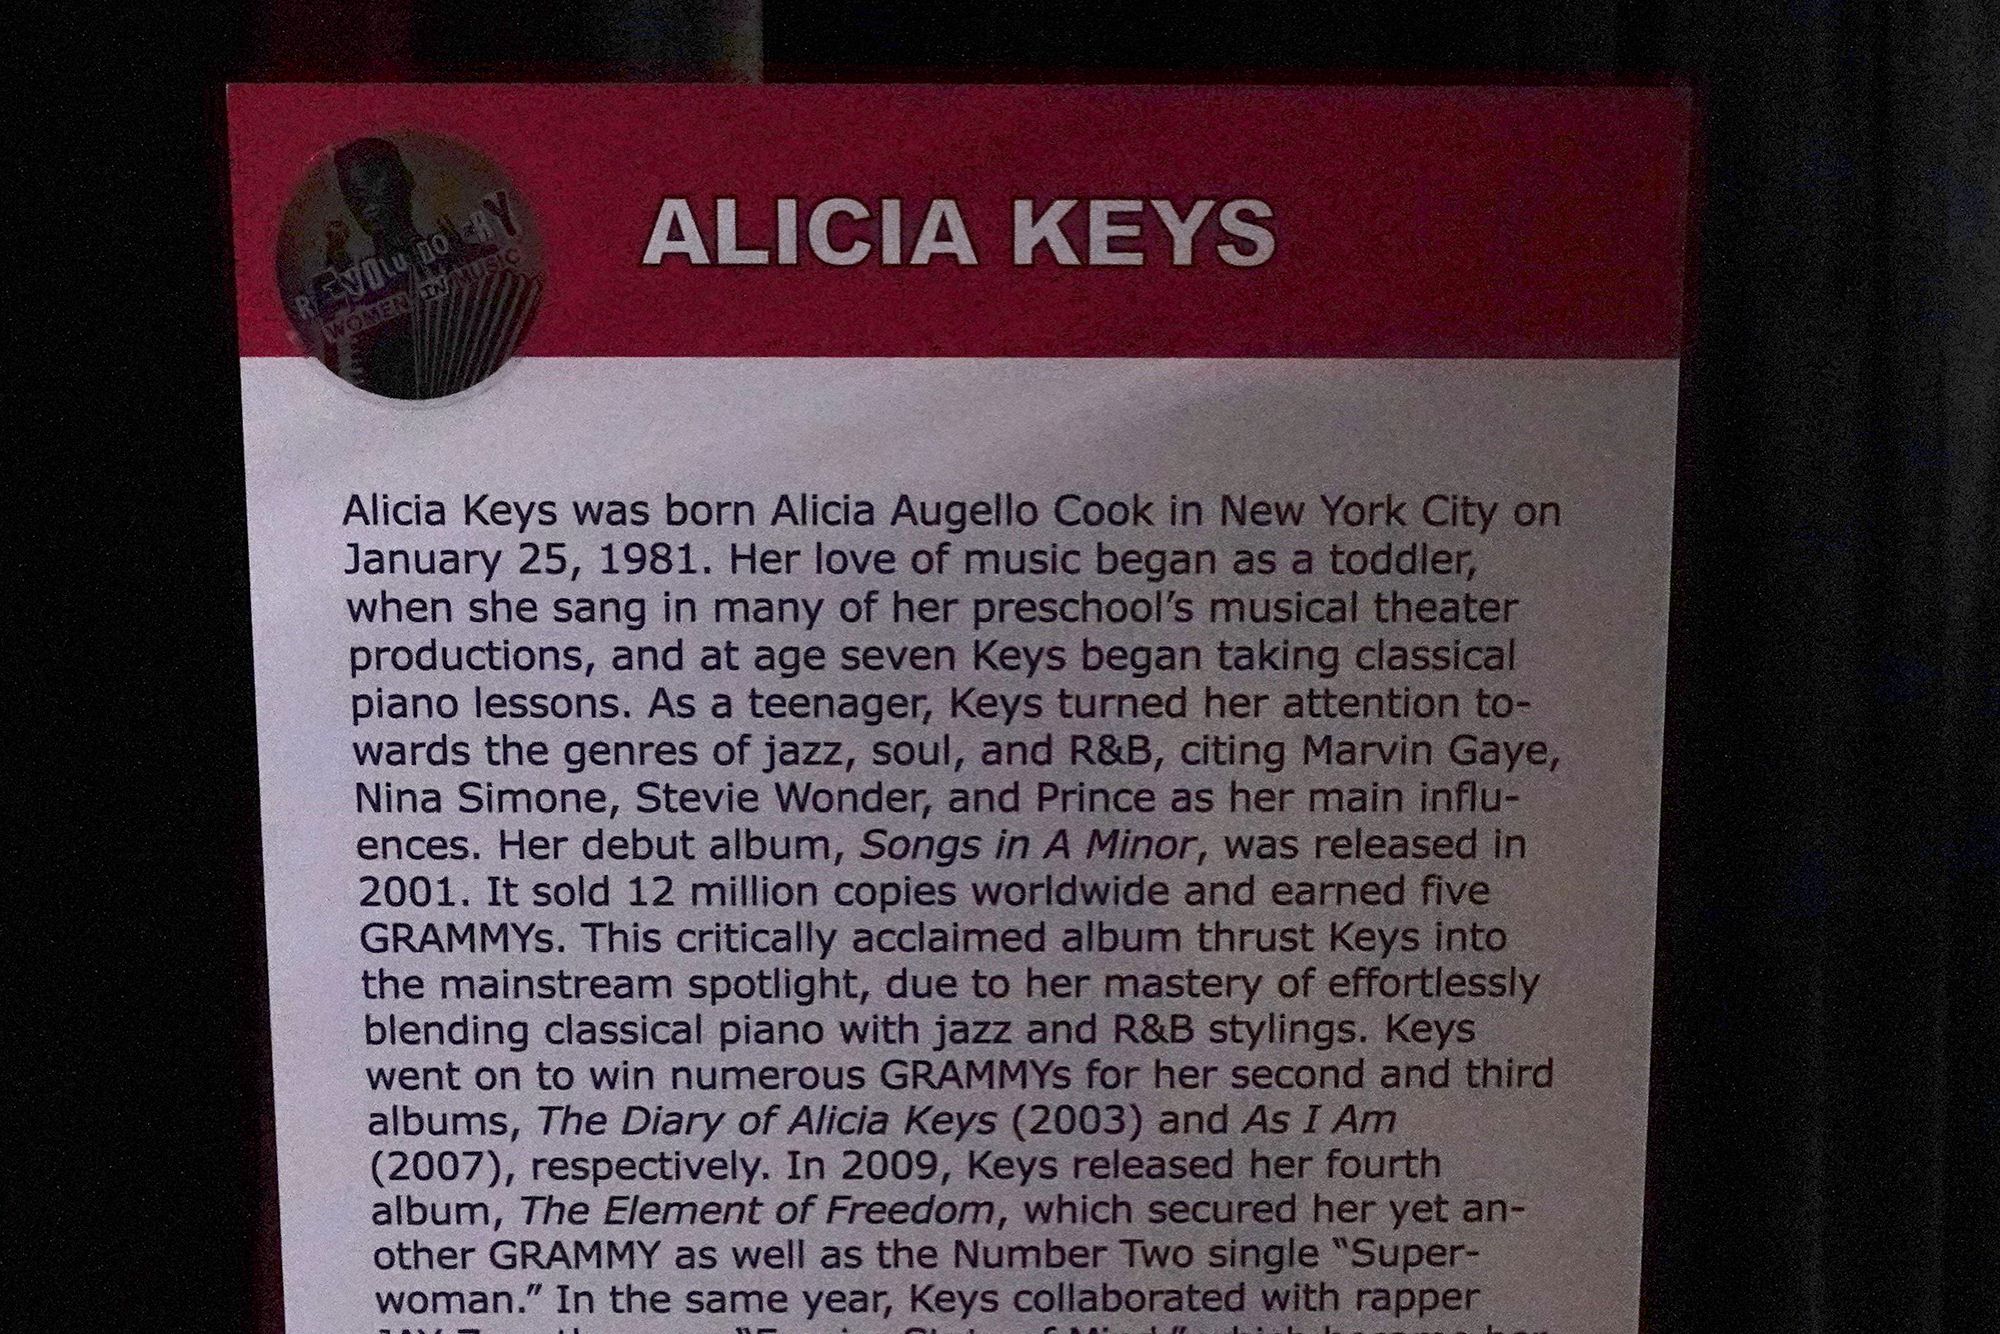 REVOLUTIONARY
WOMEN IN MUSIC
ALICIA KEYS
Alicia Keys was born Alicia Augello Cook in New York City on
January 25, 1981. Her love of music began as a toddler,
when she sang in many of her preschool’s musical theater
productions, and at age seven Keys began taking classical
piano lessons. As a teenager, Keys turned her attention to-
wards the genres of jazz, soul, and R&B, citing Marvin Gaye,
Nina Simone, Stevie Wonder, and Prince as her main influ-
ences. Her debut album, Songs in A Minor, was released in
2001. It sold 12 million copies worldwide and earned five
GRAMMYs. This critically acclaimed album thrust Keys into
the mainstream spotlight, due to her mastery of effortlessly
blending classical piano with jazz and R&B stylings. Keys
went on to win numerous GRAMMYs for her second and third
albums, The Diary of Alicia Keys (2003) and As I Am
(2007), respectively. In 2009, Keys released her fourth
album, The Element of Freedom, which secured her yet an-
other GRAMMY as well as the Number Two single “Super-
woman.” In the same year, Keys collaborated with rapper